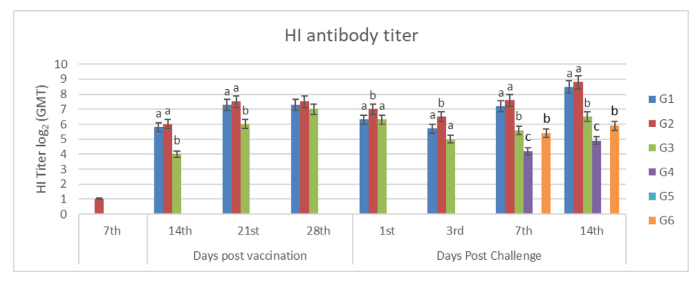 HI antibody titer
HI Titer log2 (GMT)
10
9
8
7
6
5
4
3
2
1
0
a a b
a a b
a b a
a b a
a a b c b
a a b c b
7th 14th 21st 28th 1st 3rd 7th 14th
Days post vaccination Days Post Challenge
G1
G2
G3
G4
G5
G6